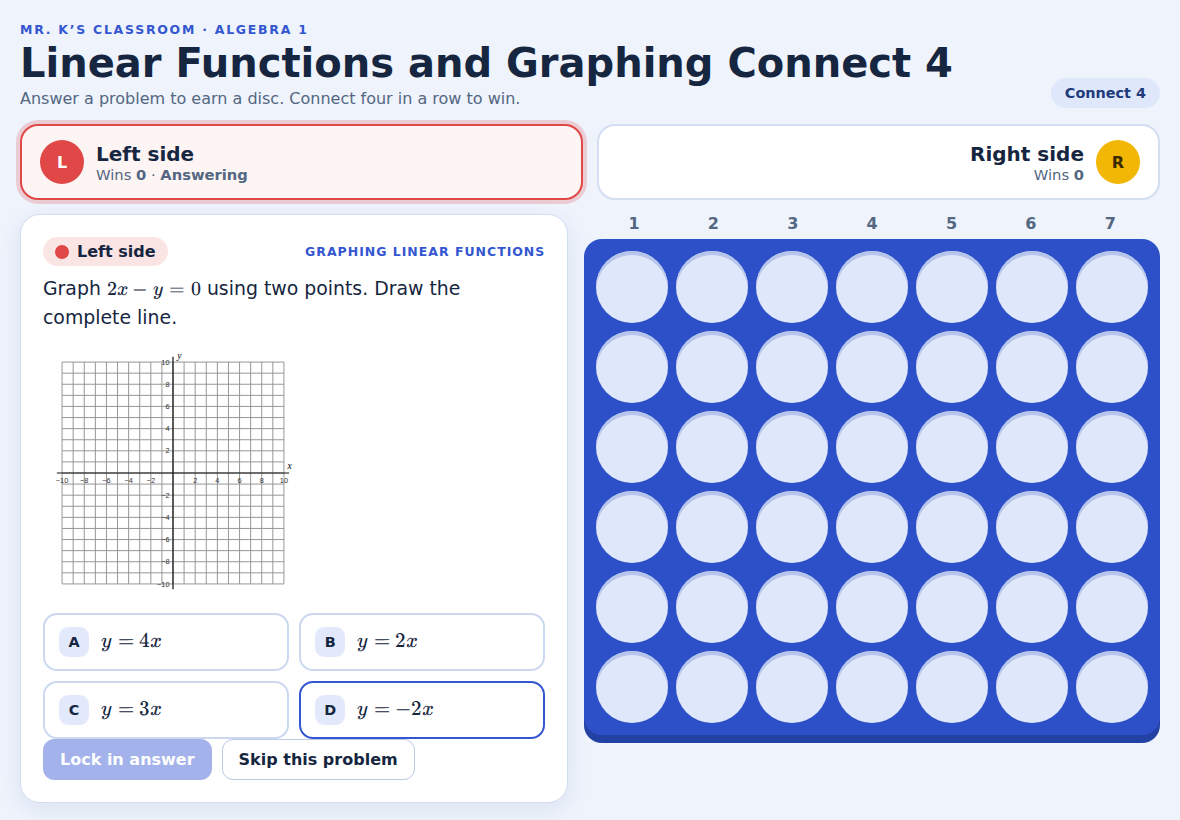 MR. K'S CLASSROOM · ALGEBRA 1
Linear Functions and Graphing Connect 4
Answer a problem to earn a disc. Connect four in a row to win.
Connect 4
L
Left side
Wins 0 · Answering
Right side
Wins 0
R
Left side
GRAPHING LINEAR FUNCTIONS
Graph 2x − y = 0 using two points. Draw the
complete line.
y
10
8
6
4
2
x
−10 −8 −6 −4 −2 2 4 6 8 10
−2
−4
−6
−8
−10
A y = 4x
B y = 2x
C y = 3x
D y = −2x
Lock in answer
Skip this problem
1 2 3 4 5 6 7